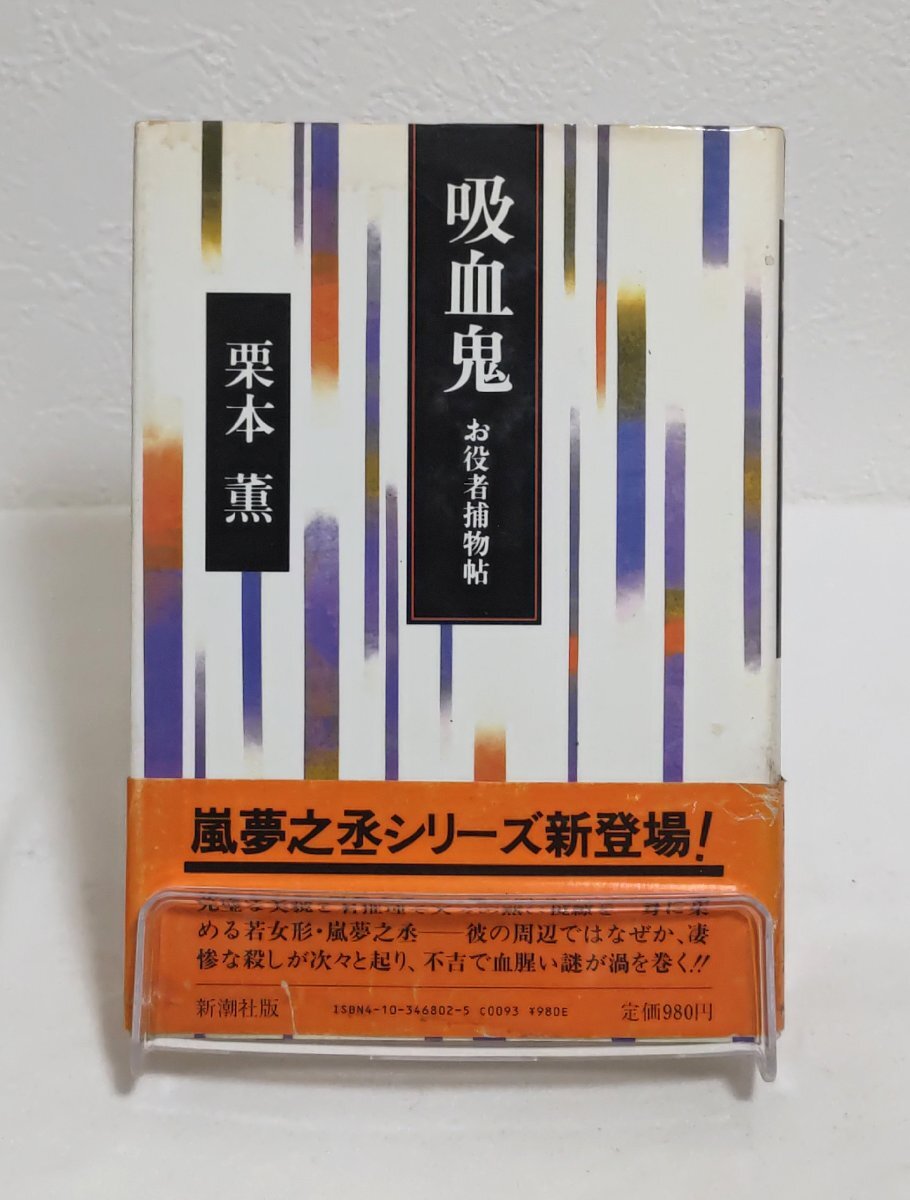 吸血鬼
お役者捕物帖
栗本 薫
嵐夢之丞シリーズ新登場!
める若女形・嵐夢之丞――彼の周辺ではなぜか、凄
惨な殺しが次々と起り、不吉で血腥い謎が渦を巻く!!
新潮社版
ISBN4-10-346802-5 C0093 ¥980E
定価980円